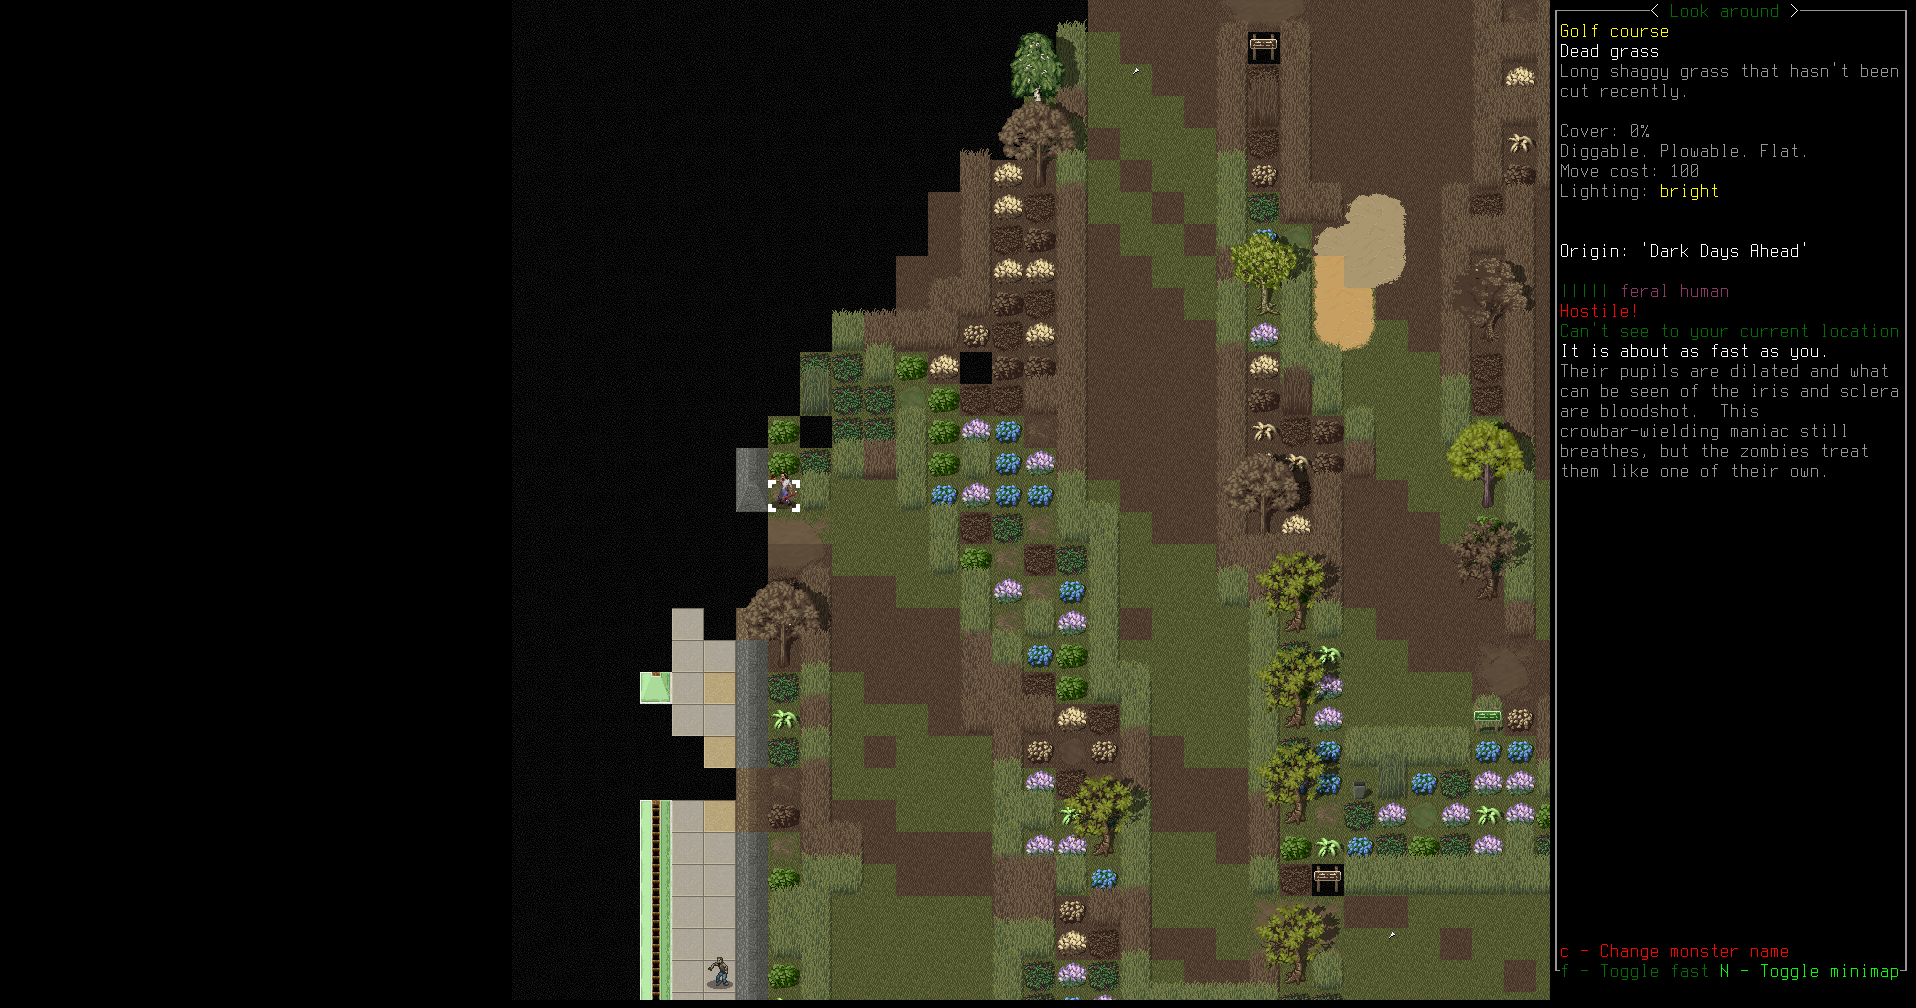 < Look around >
Golf course
Dead grass
Long shaggy grass that hasn't been
cut recently.
Cover: 0%
Diggable. Plowable. Flat.
Move cost: 100
Lighting: bright
Origin: 'Dark Days Ahead'
||||| feral human
Hostile!
Can't see to your current location
It is about as fast as you.
Their pupils are dilated and what
can be seen of the iris and sclera
are bloodshot.  This
crowbar-wielding maniac still
breathes, but the zombies treat
them like one of their own.
c - Change monster name
f - Toggle fast N - Toggle minimap